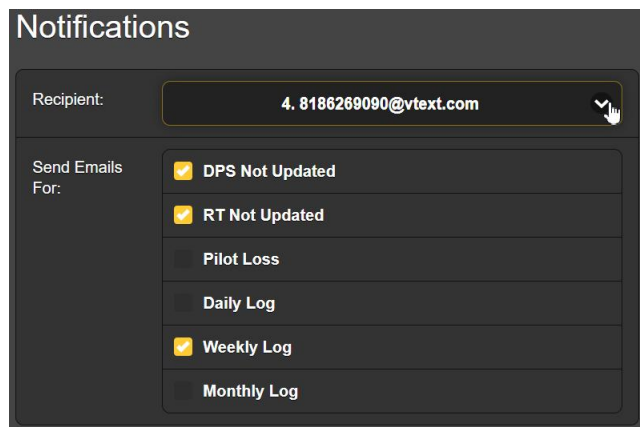 Notifications
Recipient:
4. 8186269090@vtext.com
Send Emails
For:
DPS Not Updated
RT Not Updated
Pilot Loss
Daily Log
Weekly Log
Monthly Log